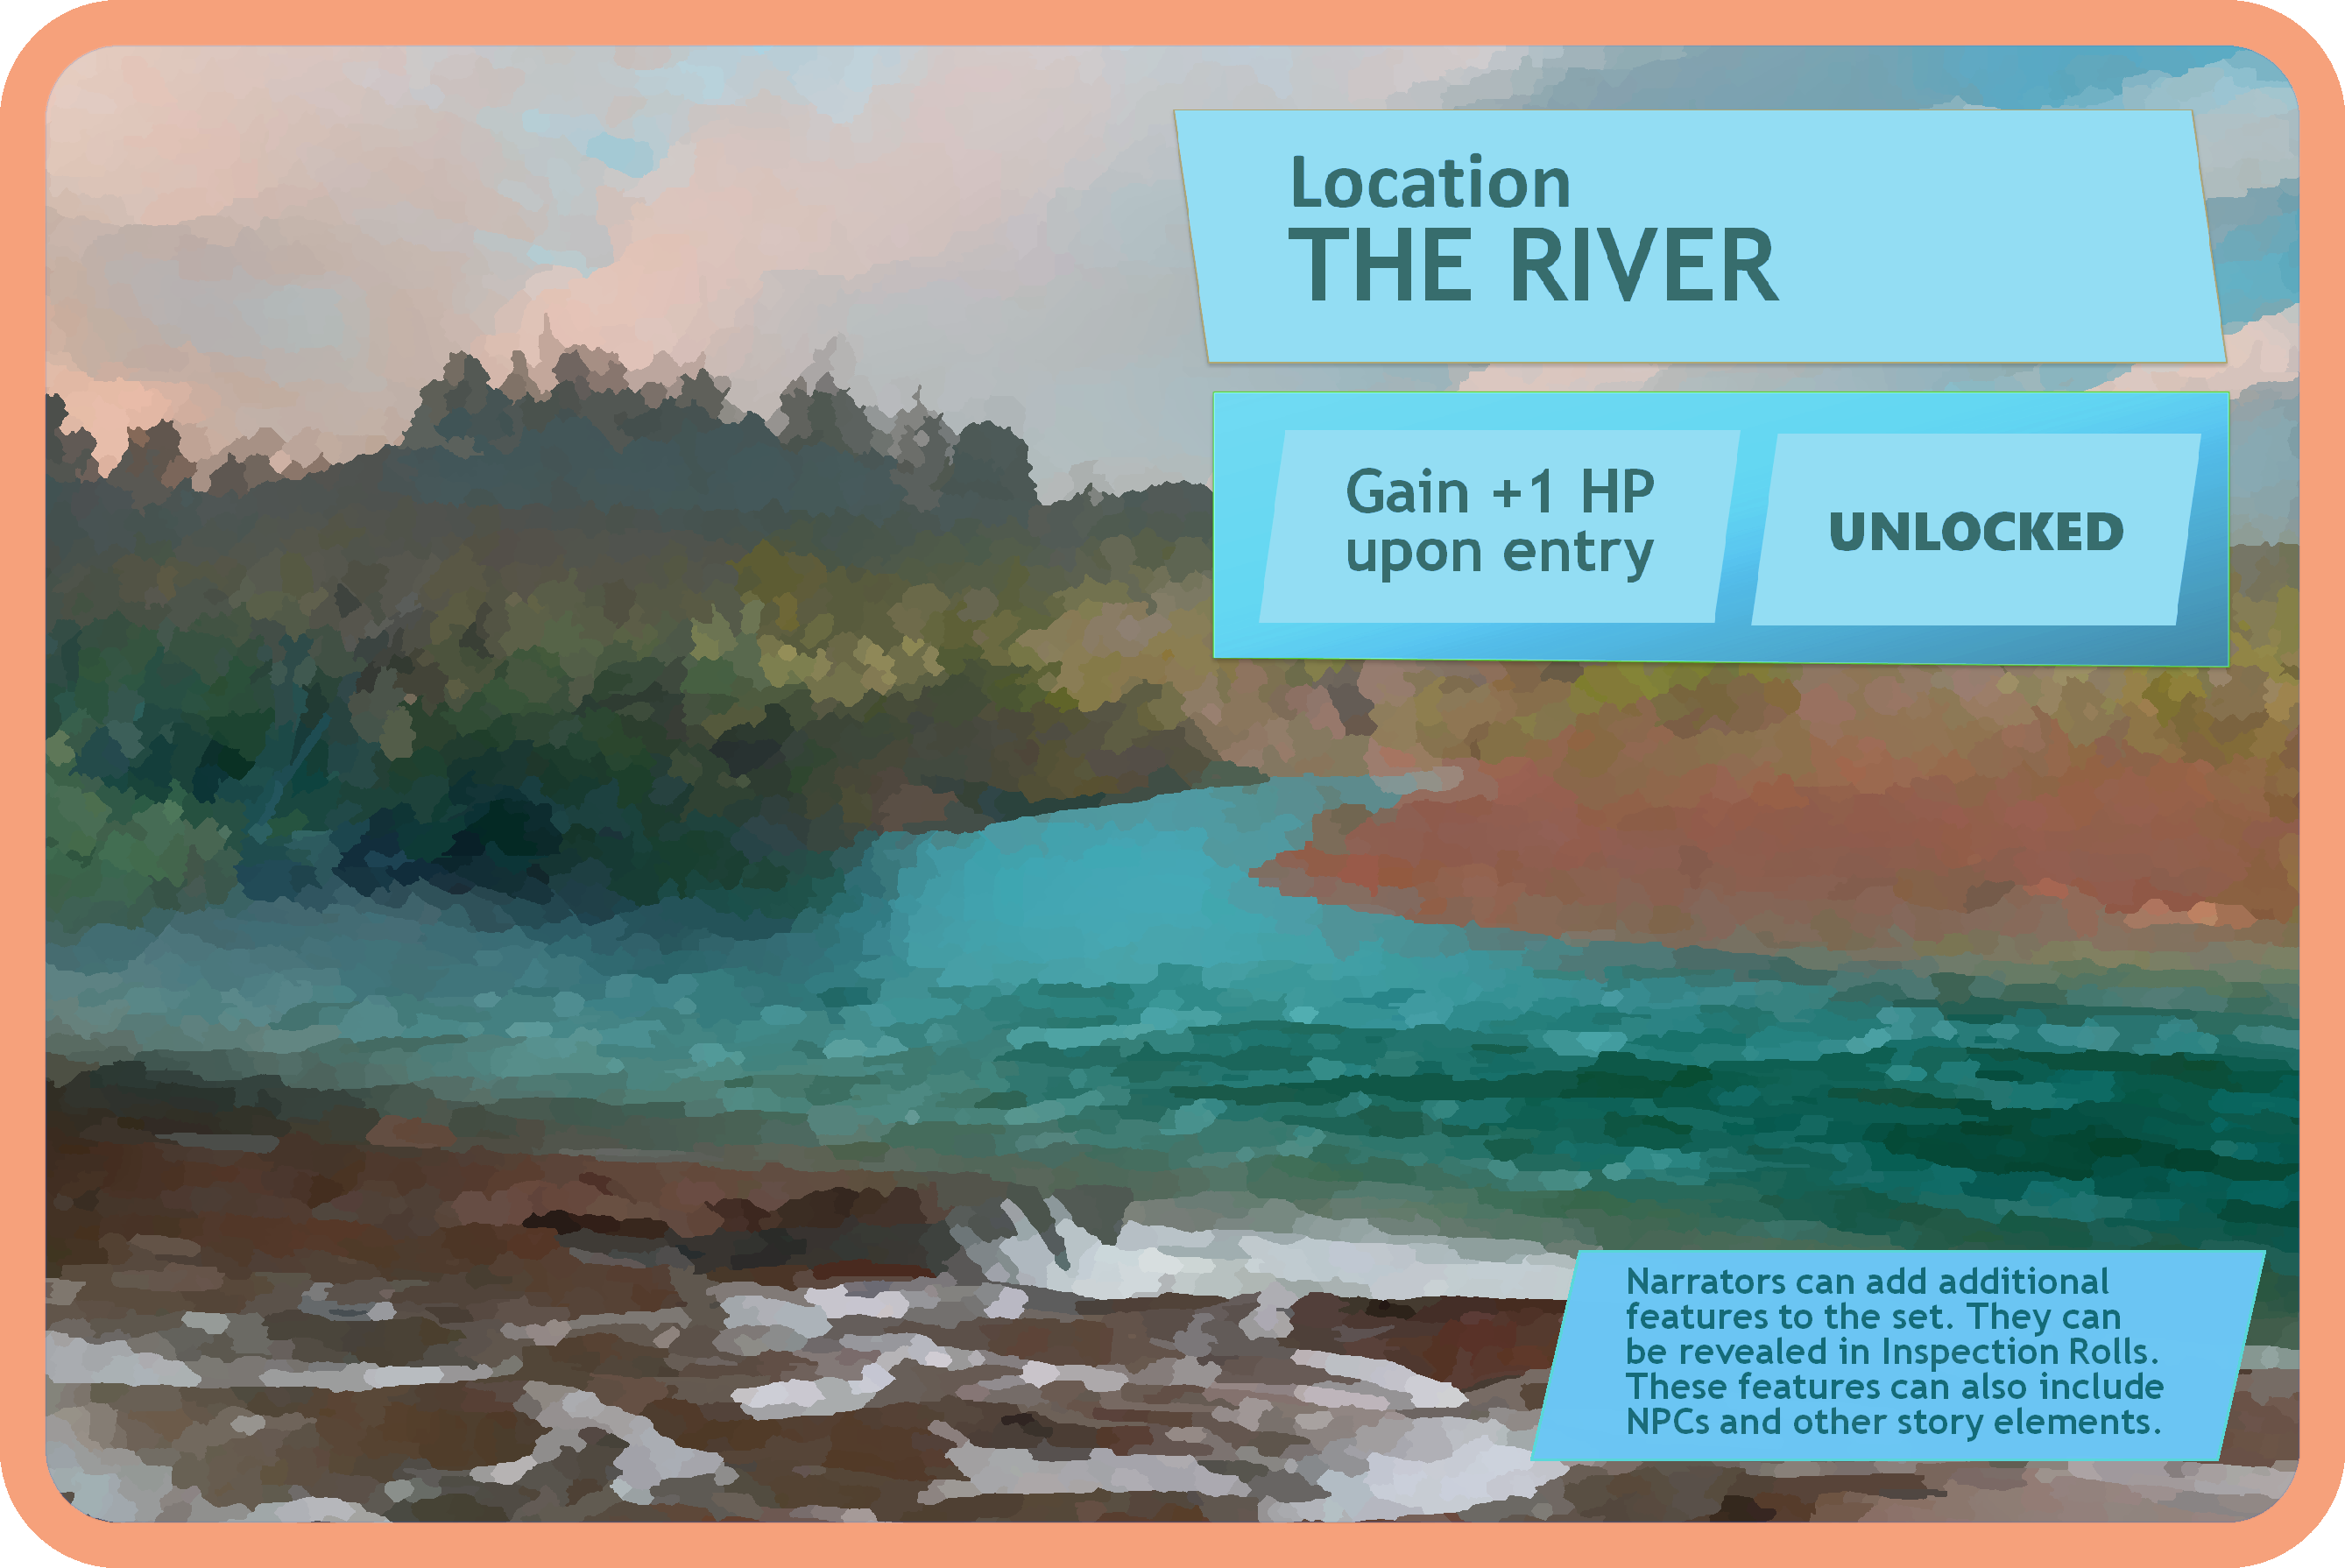 Location
THE RIVER
Gain +1 HP
upon entry
UNLOCKED
Narrators can add additional
features to the set. They can
be revealed in Inspection Rolls.
These features can also include
NPCs and other story elements.